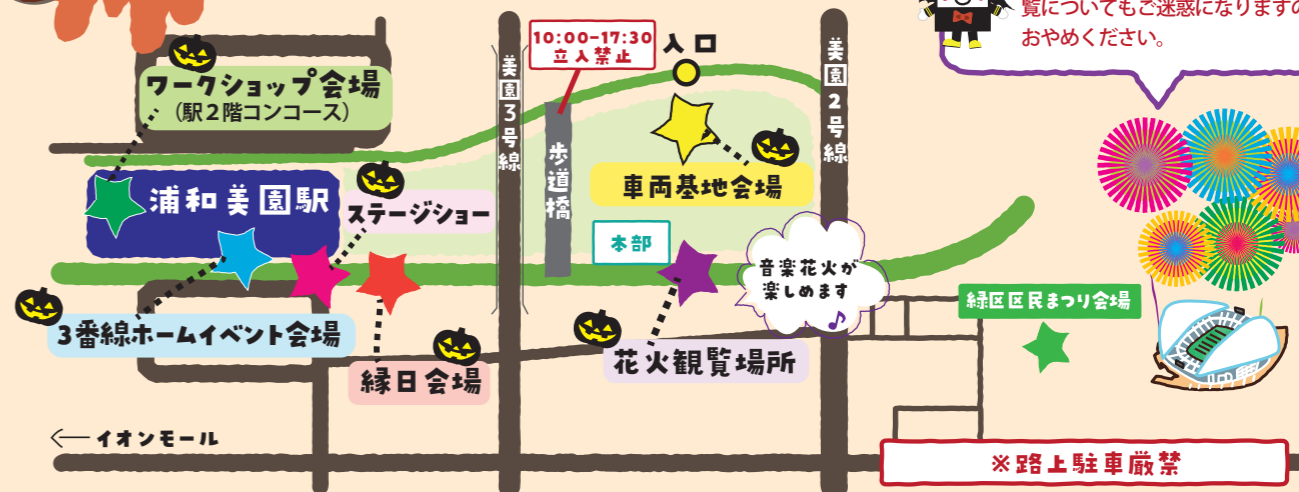 覧についてもご迷惑になりますの
おやめください。
10:00-17:30
立入禁止
入口
美園3号線
美園2号線
ワークショップ会場
(駅2階コンコース)
歩道橋
車両基地会場
浦和美園駅
ステージショー
本部
音楽花火が
楽しめます
緑区区民まつり会場
3番線ホームイベント会場
花火観覧場所
縁日会場
←イオンモール
※路上駐車厳禁